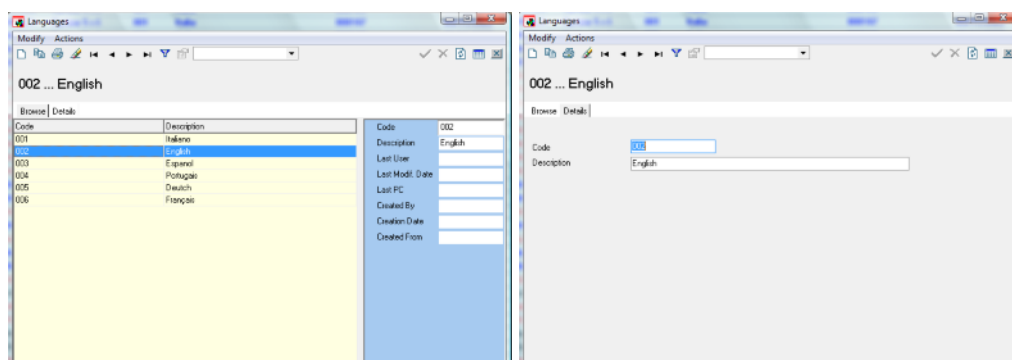 Languages
Modify Actions
002 ... English
Browse Details
Code Description
001 Italiano
002 English
003 Espanol
004 Portugais
005 Deutch
006 Français
Code 002
Description English
Last User
Last Modif. Date
Last PC
Created By
Creation Date
Created From
Languages
Modify Actions
002 ... English
Browse Details
Code 002
Description English